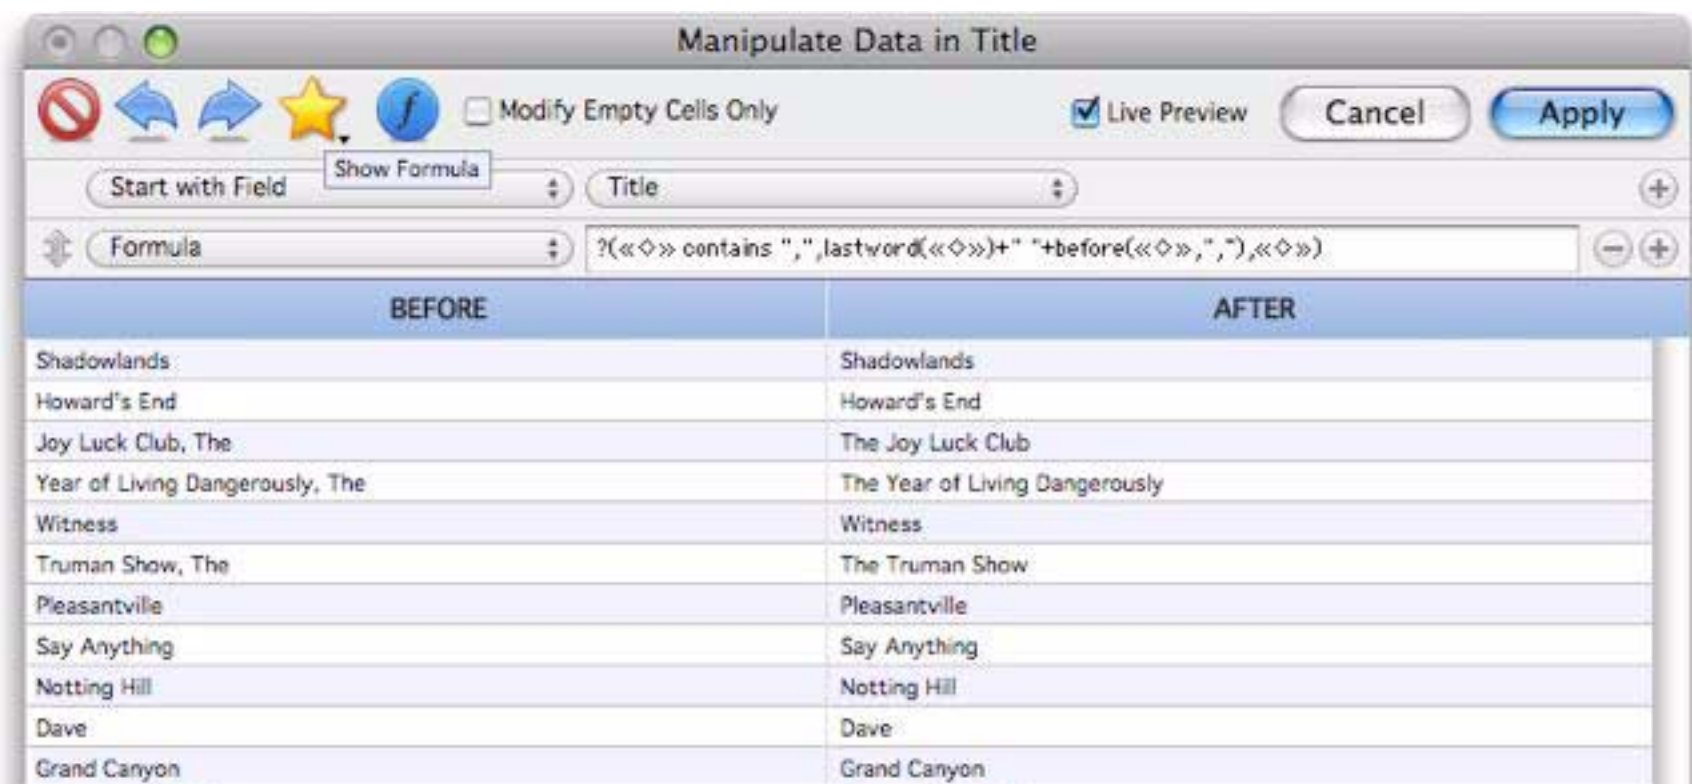 Manipulate Data in Title
Modify Empty Cells Only
Live Preview
Cancel
Apply
Show Formula
Start with Field
Title
Formula
?(«◇» contains ",",lastword(«◇»)+" "+before(«◇»,","),«◇»)
BEFORE AFTER
Shadowlands Shadowlands
Howard's End Howard's End
Joy Luck Club, The The Joy Luck Club
Year of Living Dangerously, The The Year of Living Dangerously
Witness Witness
Truman Show, The The Truman Show
Pleasantville Pleasantville
Say Anything Say Anything
Notting Hill Notting Hill
Dave Dave
Grand Canyon Grand Canyon